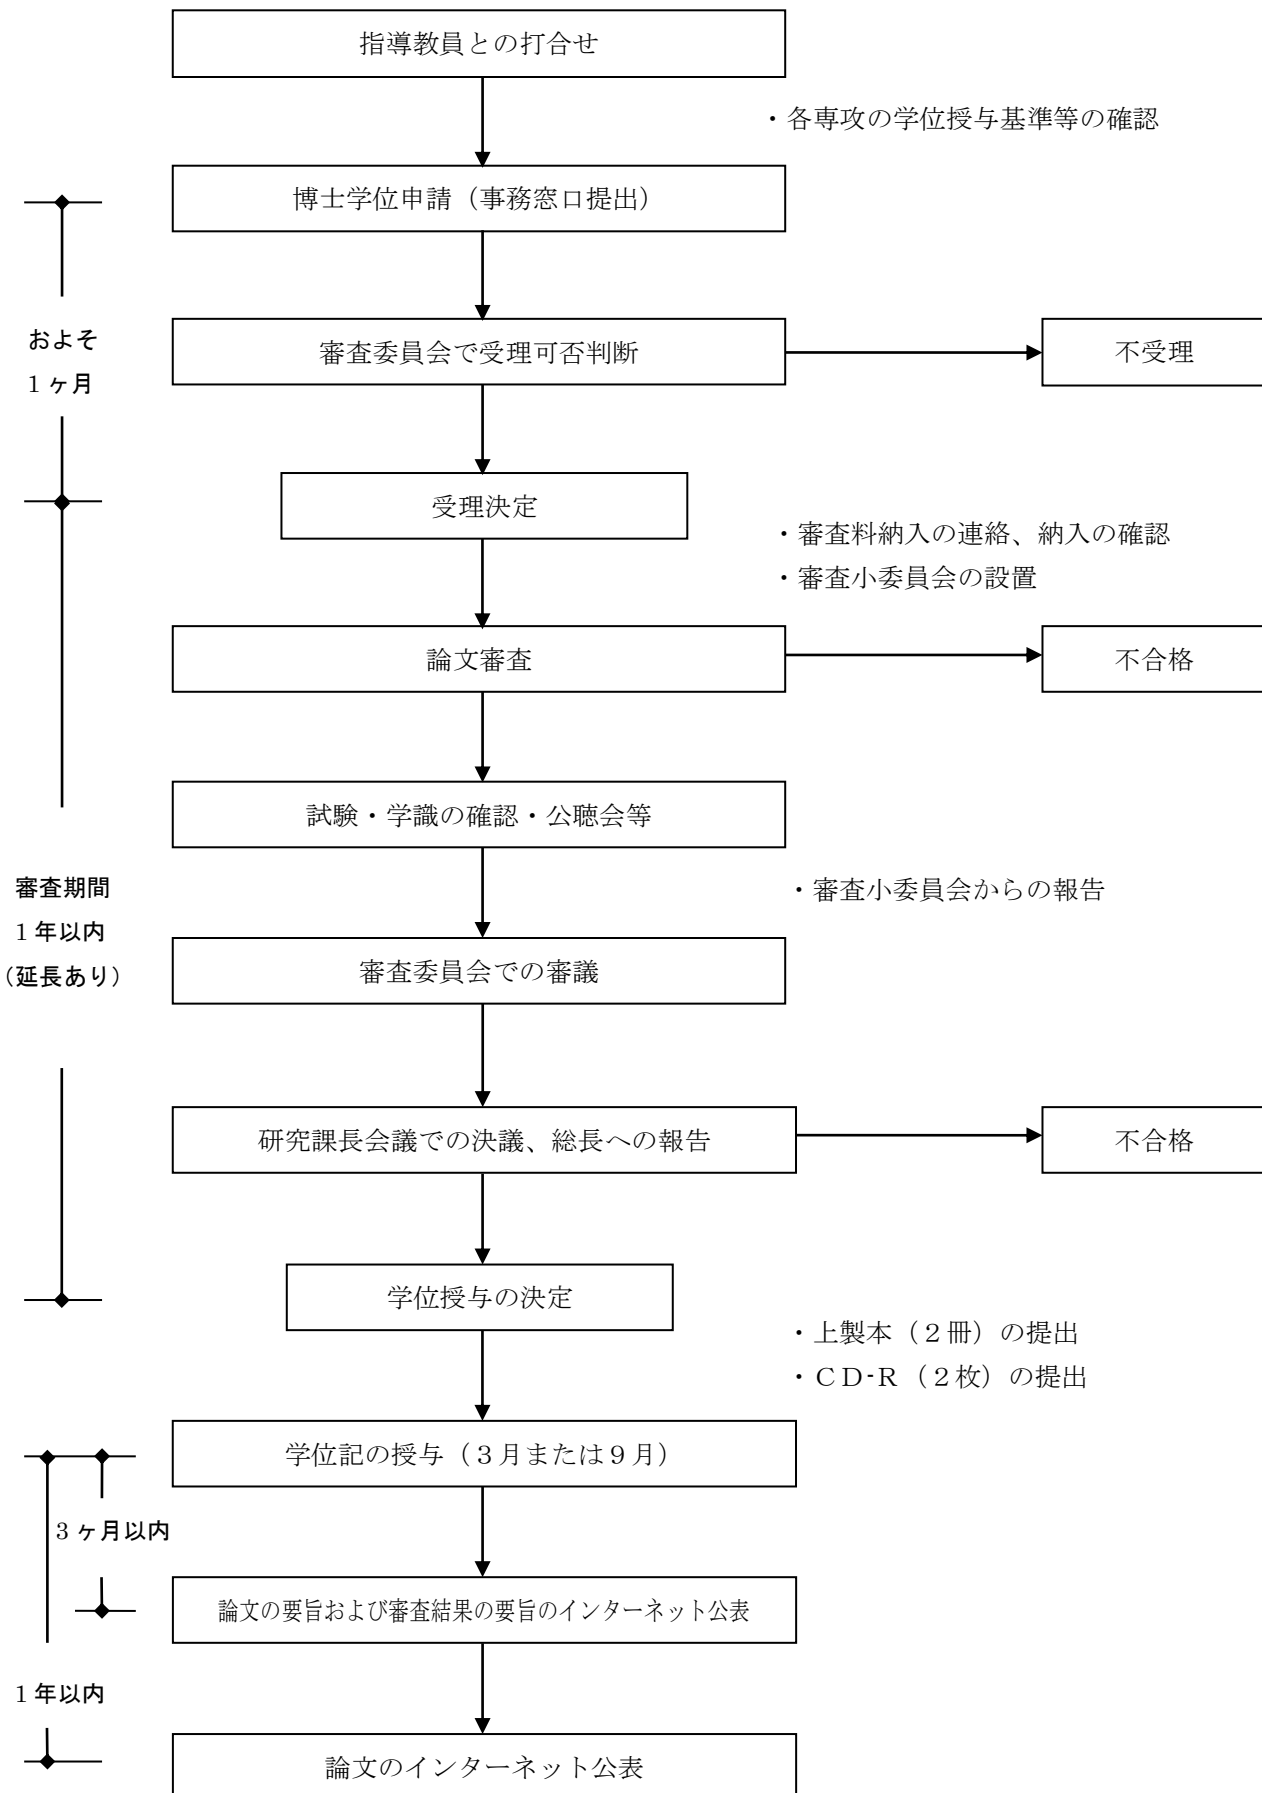 指導教員との打合せ
・各専攻の学位授与基準等の確認
博士学位申請（事務窓口提出）
およそ
1ヶ月
審査委員会で受理可否判断
不受理
受理決定
・審査料納入の連絡、納入の確認
・審査小委員会の設置
論文審査
不合格
試験・学識の確認・公聴会等
審査期間
1年以内
（延長あり）
・審査小委員会からの報告
審査委員会での審議
研究課長会議での決議、総長への報告
不合格
学位授与の決定
・上製本（２冊）の提出
・ＣＤ-Ｒ（２枚）の提出
学位記の授与（３月または９月）
3ヶ月以内
論文の要旨および審査結果の要旨のインターネット公表
1年以内
論文のインターネット公表